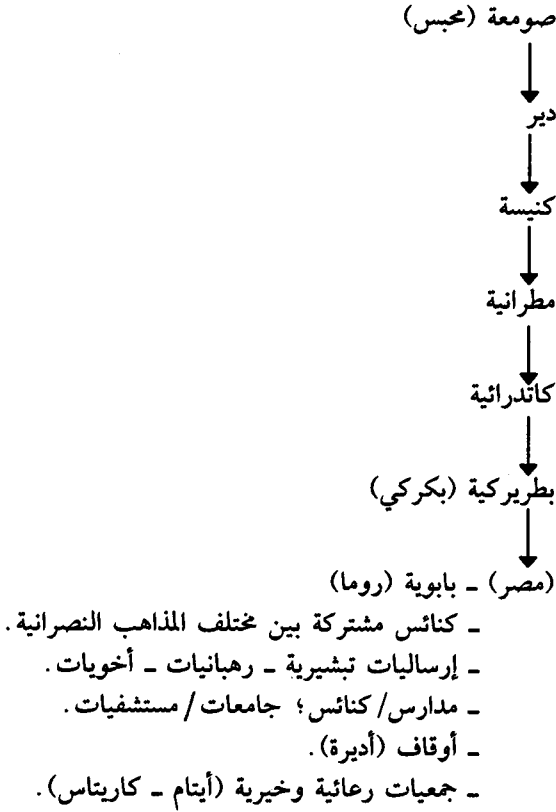 صومعة (محبس)
دير
كنيسة
مطرانية
كاتدرائية
بطريركية (بكركي)
(مصر) ـ بابوية (روما)
ـ كنائس مشتركة بين مختلف المذاهب النصرانية.
ـ إرساليات تبشيرية ـ رهبانيات ـ أخويات.
ـ مدارس/كنائس؛ جامعات/مستشفيات.
ـ أوقاف (أديرة).
ـ جمعيات رعائية وخيرية (أيتام ـ كاريتاس).